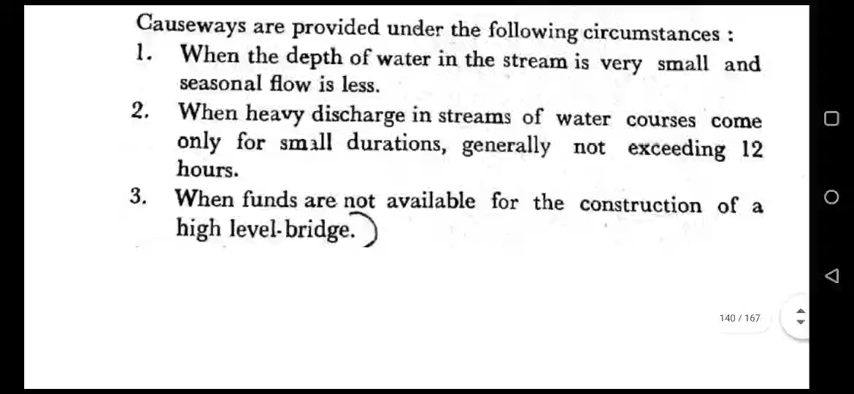 Causeways are provided under the following circumstances :
1. When the depth of water in the stream is very small and
seasonal flow is less.
2. When heavy discharge in streams of water courses come
only for small durations, generally not exceeding 12
hours.
3. When funds are not available for the construction of a
high level-bridge.)
140 / 167